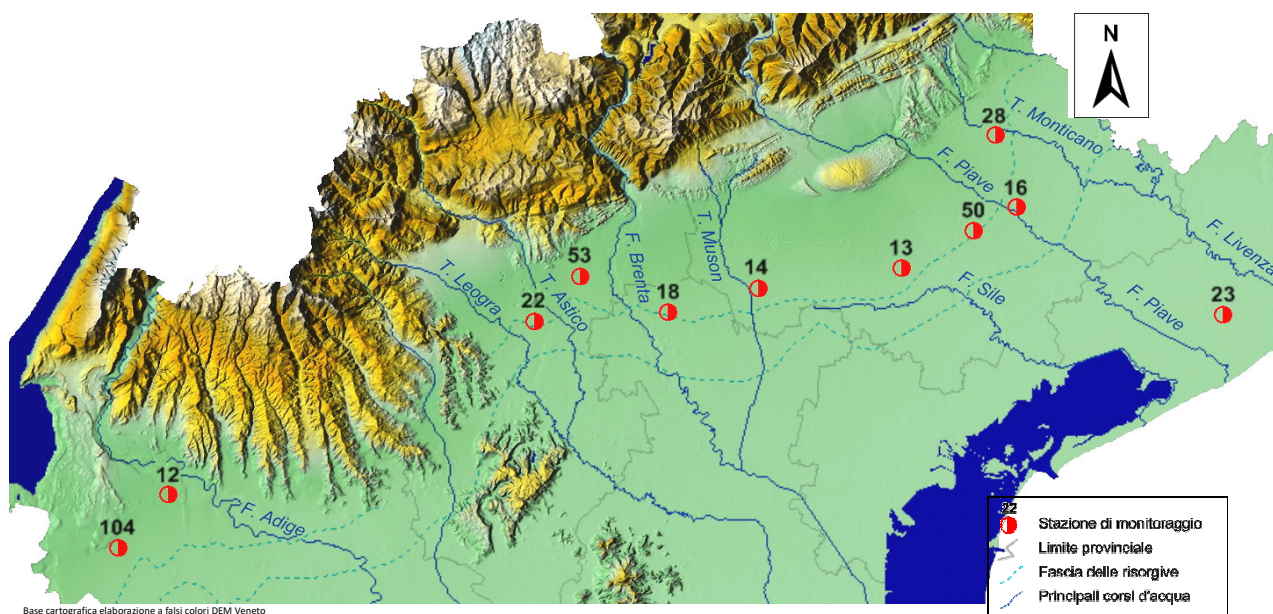 N
28
T. Monticano
F. Piave
16
50
F. Livenza
53
T. Muson
13
F. Brenta
14
T. Leogra
T. Astico
22
18
F. Sile
F. Piave
23
12
F. Adige
104
22
Stazione di monitoraggio
Limite provinciale
Fascia delle risorgive
Principali corsi d'acqua
Base cartografica elaborazione a falsi colori DEM Veneto